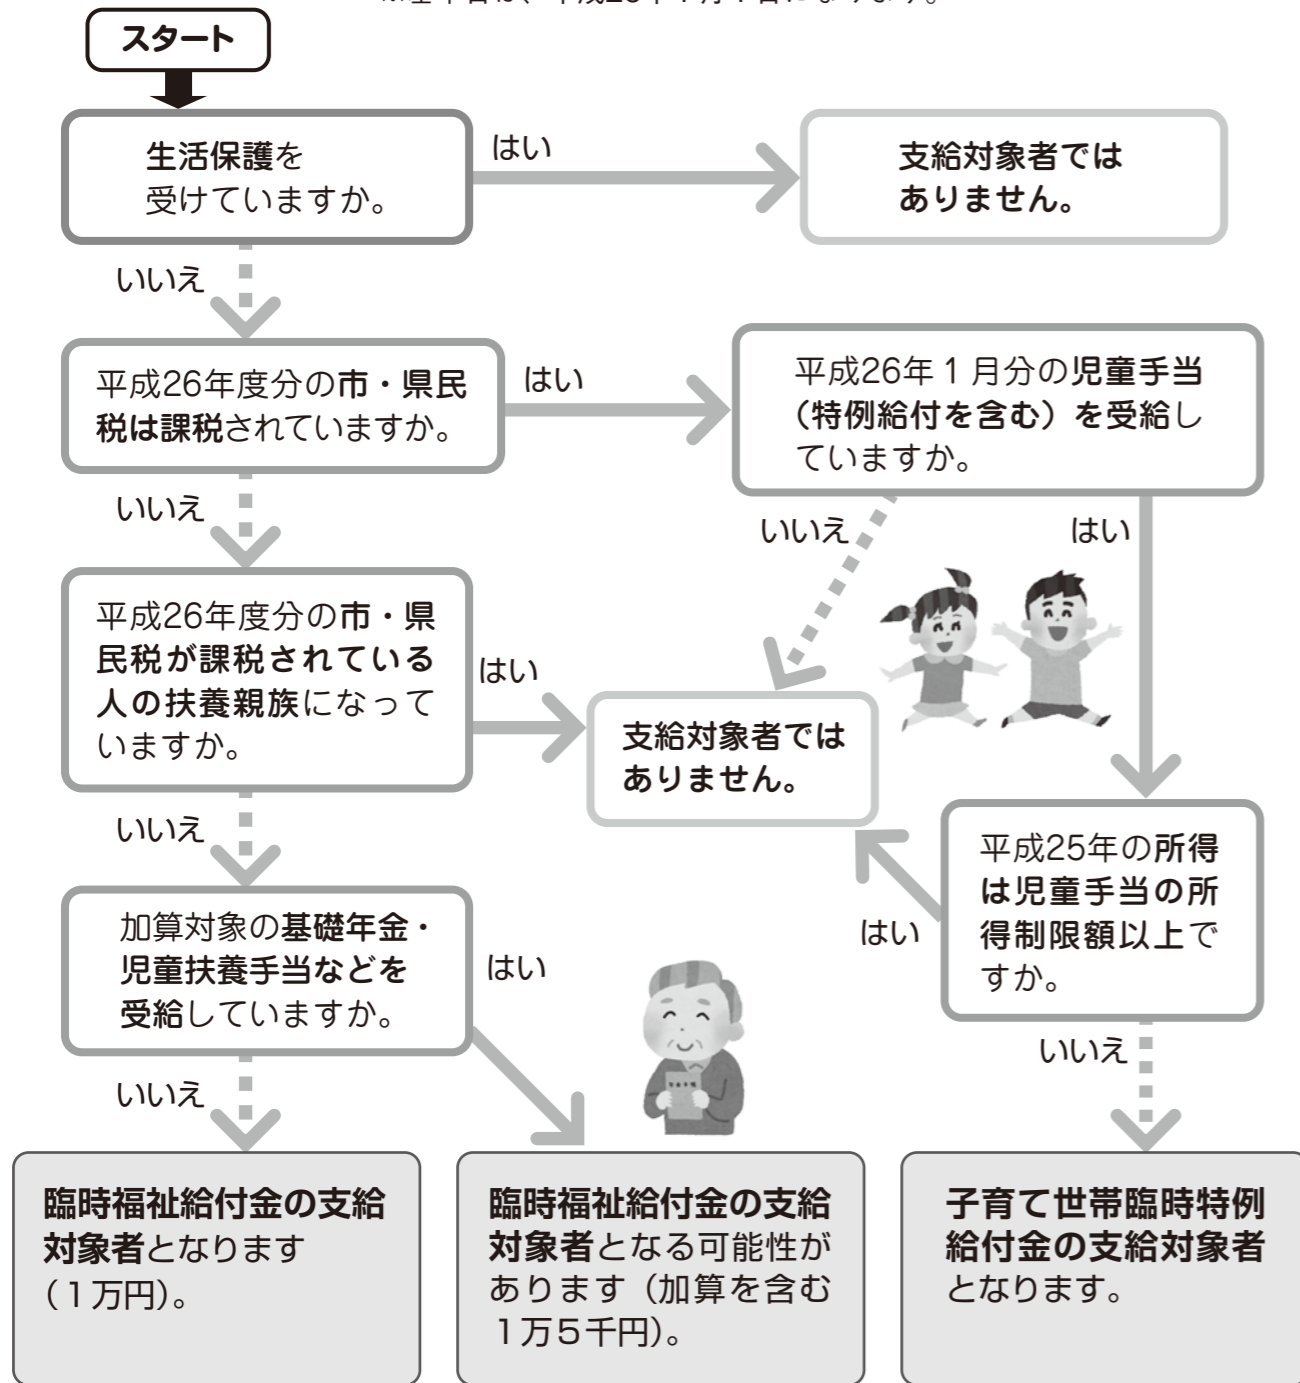 スタート
生活保護を
受けていますか。
はい
支給対象者では
ありません。
いいえ
平成26年度分の市・県民
税は課税されていますか。
はい
平成26年１月分の児童手当
（特例給付を含む）を受給し
ていますか。
いいえ
いいえ
はい
平成26年度分の市・県
民税が課税されている
人の扶養親族になって
いますか。
はい
支給対象者では
ありません。
いいえ
平成25年の所得
は児童手当の所
得制限額以上で
すか。
はい
加算対象の基礎年金・
児童扶養手当などを
受給していますか。
はい
いいえ
いいえ
臨時福祉給付金の支給
対象者となります
（１万円）。
臨時福祉給付金の支給
対象者となる可能性が
あります（加算を含む
１万５千円）。
子育て世帯臨時特例
給付金の支給対象者
となります。